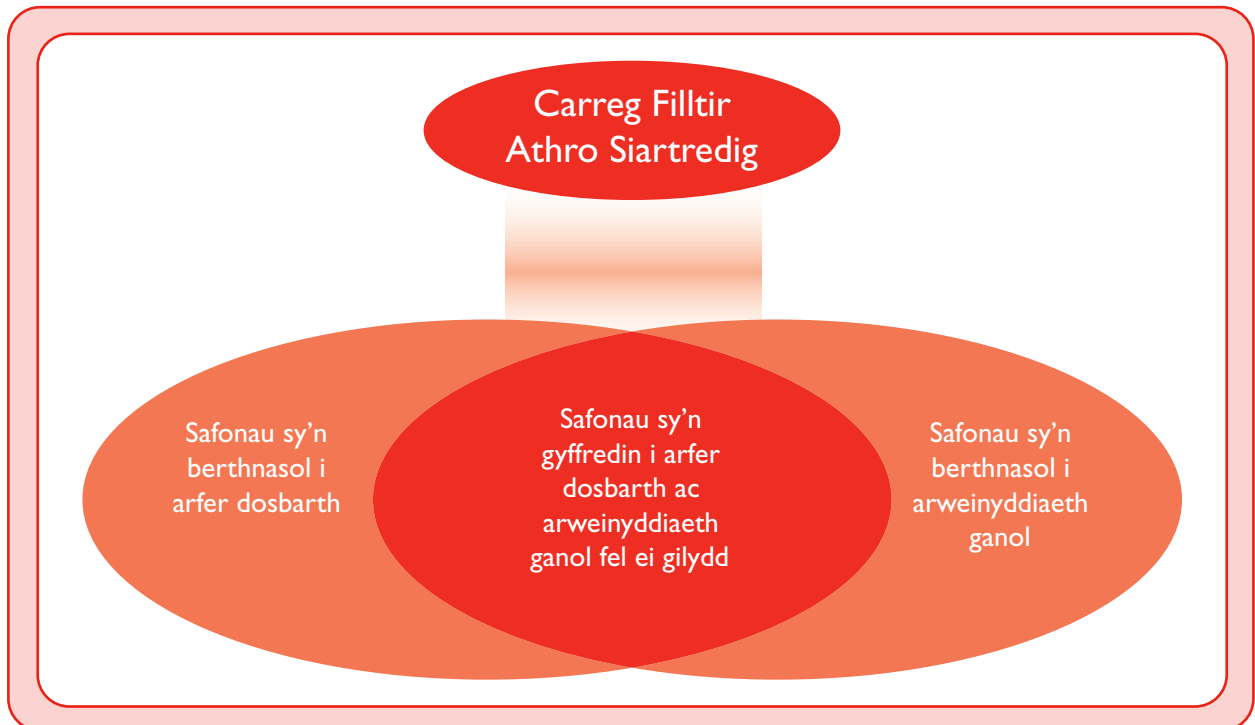 Carreg Filltir
Athro Siartredig
Safonau sy’n
berthnasol i
arfer dosbarth
Safonau sy’n
gyffredin i arfer
dosbarth ac
arweinyddiaeth
ganol fel ei gilydd
Safonau sy’n
berthnasol i
arweinyddiaeth
ganol